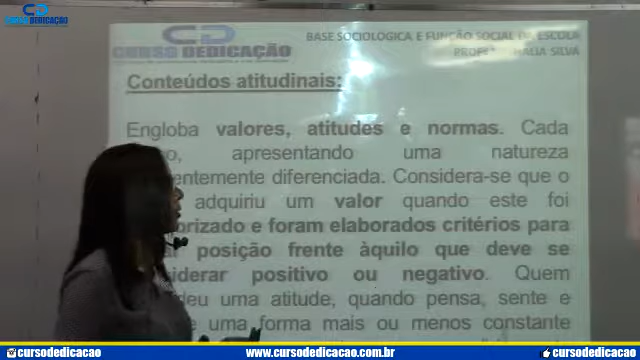 CURSO DEDICAÇÃO
CD
CURSO DEDICAÇÃO
BASE SOCIOLÓGICA E FUNÇÃO SOCIAL DA ESCOLA
SILVA
Conteúdos atitudinais:
Engloba valores, atitudes e normas. Cada
apresentando uma natureza
diferenciada. Considera-se que o
adquiriu um valor quando este foi
e foram elaborados critérios para
posição frente àquilo que deve se
positivo ou negativo. Quem
uma atitude, quando pensa, sente e
uma forma mais ou menos constante
cursodedicacao
www.cursodedicacao.com.br
cursodedicacao